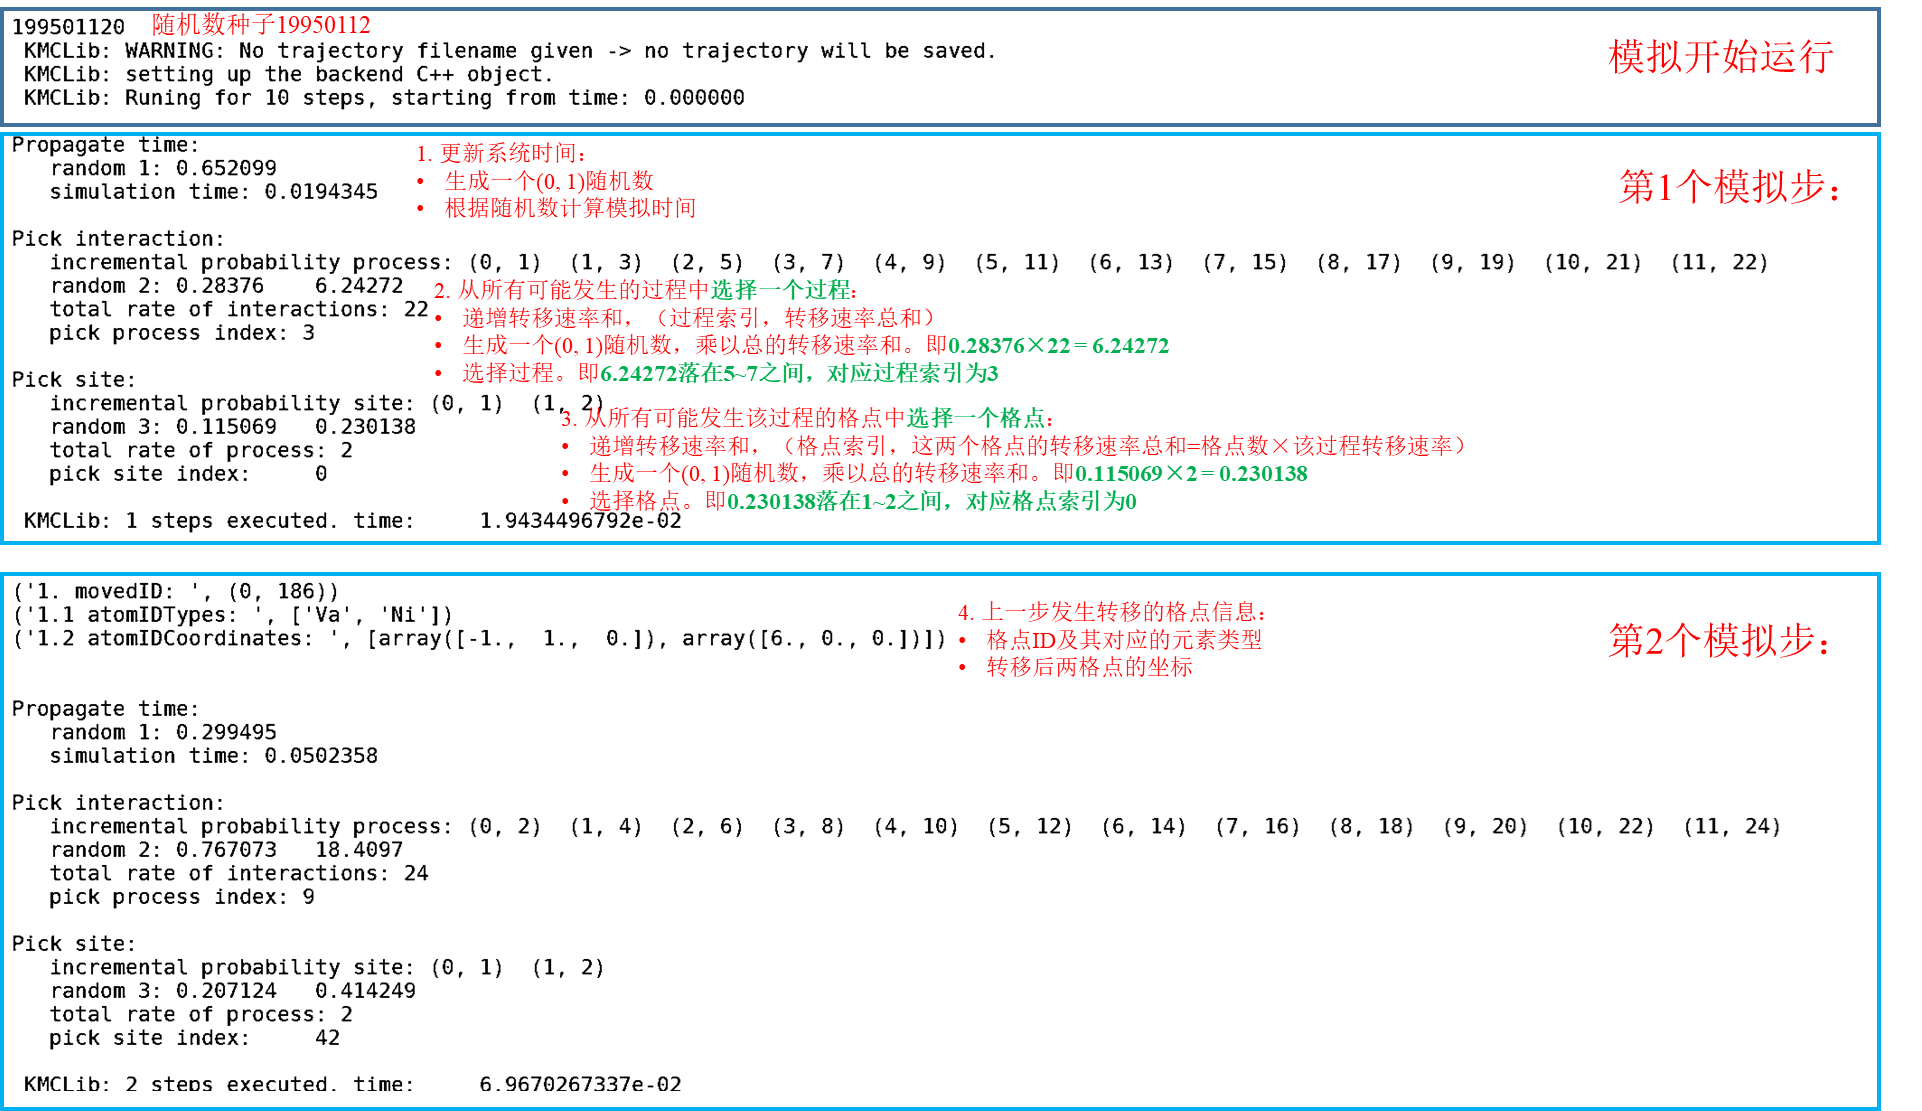 199501120 随机数种子19950112
KMCLib: WARNING: No trajectory filename given -> no trajectory will be saved.
KMCLib: setting up the backend C++ object.
KMCLib: Runing for 10 steps, starting from time: 0.000000
模拟开始运行
Propagate time:
random 1: 0.652099
simulation time: 0.0194345
1. 更新系统时间：
• 生成一个(0, 1)随机数
• 根据随机数计算模拟时间
第1个模拟步：
Pick interaction:
incremental probability process: (0, 1) (1, 3) (2, 5) (3, 7) (4, 9) (5, 11) (6, 13) (7, 15) (8, 17) (9, 19) (10, 21) (11, 22)
random 2: 0.28376 6.24272
total rate of interactions: 22
pick process index: 3
2. 从所有可能发生的过程中选择一个过程：
• 递增转移速率和，（过程索引，转移速率总和）
• 生成一个(0, 1)随机数，乘以总的转移速率和。即0.28376×22 = 6.24272
• 选择过程。即6.24272落在5~7之间，对应过程索引为3
Pick site:
incremental probability site: (0, 1) (1, 2)
random 3: 0.115069 0.230138
total rate of process: 2
pick site index: 0
3. 从所有可能发生该过程的格点中选择一个格点：
• 递增转移速率和，（格点索引，这两个格点的转移速率总和=格点数×该过程转移速率）
• 生成一个(0, 1)随机数，乘以总的转移速率和。即0.115069×2 = 0.230138
• 选择格点。即0.230138落在1~2之间，对应格点索引为0
KMCLib: 1 steps executed. time: 1.9434496792e-02
('1. movedID: ', (0, 186))
('1.1 atomIDTypes: ', ['Va', 'Ni'])
('1.2 atomIDCoordinates: ', [array([-1., 1., 0.]), array([6., 0., 0.])])
4. 上一步发生转移的格点信息：
• 格点ID及其对应的元素类型
• 转移后两格点的坐标
第2个模拟步：
Propagate time:
random 1: 0.299495
simulation time: 0.0502358
Pick interaction:
incremental probability process: (0, 2) (1, 4) (2, 6) (3, 8) (4, 10) (5, 12) (6, 14) (7, 16) (8, 18) (9, 20) (10, 22) (11, 24)
random 2: 0.767073 18.4097
total rate of interactions: 24
pick process index: 9
Pick site:
incremental probability site: (0, 1) (1, 2)
random 3: 0.207124 0.414249
total rate of process: 2
pick site index: 42
KMCLib: 2 steps executed. time: 6.9670267337e-02